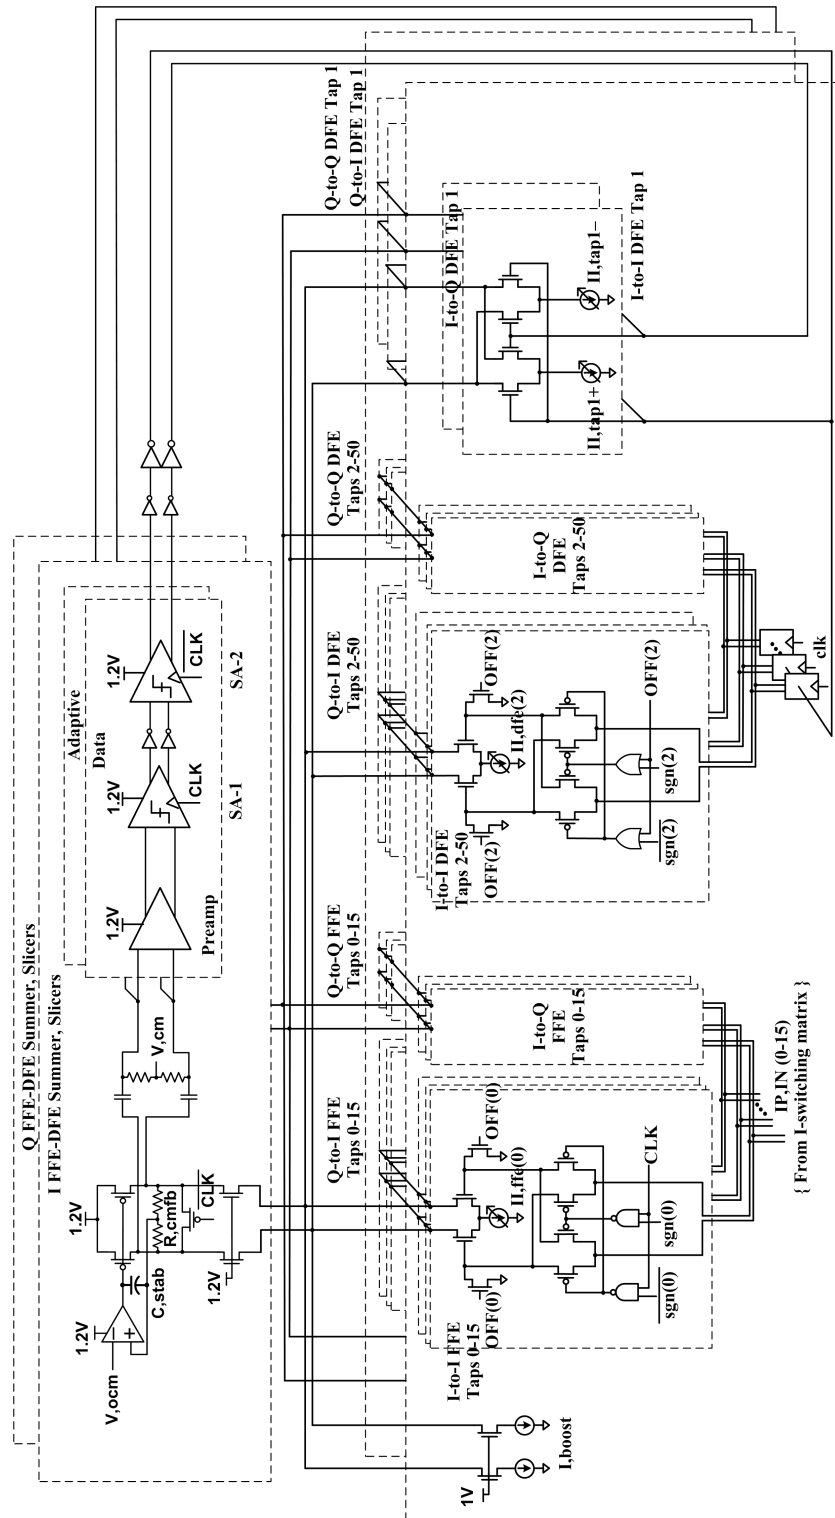 Q FFE-DFE Summer, Slicers
I FFE-DFE Summer, Slicers
Adaptive
Data
1.2V
1.2V
1.2V
CLK
CLK
SA-2
SA-1
Preamp
V,cm
1.2V
1.2V
V,ocm
C,stab
R,cmfb
CLK
1.2V
Q-to-I FFE
Taps 0-15
Q-to-Q FFE
Taps 0-15
Q-to-I DFE
Taps 2-50
Q-to-Q DFE
Taps 2-50
Q-to-Q DFE Tap 1
Q-to-I DFE Tap 1
1V
I,boost
I-to-I FFE
Taps 0-15
OFF(0)
OFF(0)
II,ffe(0)
sgn(0)
sgn(0)
CLK
I-to-Q
FFE
Taps 0-15
IP,IN (0-15)
{ From I-switching matrix }
I-to-I DFE
Taps 2-50
OFF(2)
OFF(2)
II,dfe(2)
sgn(2)
sgn(2)
OFF(2)
I-to-Q
DFE
Taps 2-50
clk
I-to-Q DFE Tap 1
II,tap1+
II,tap1−
I-to-I DFE Tap 1